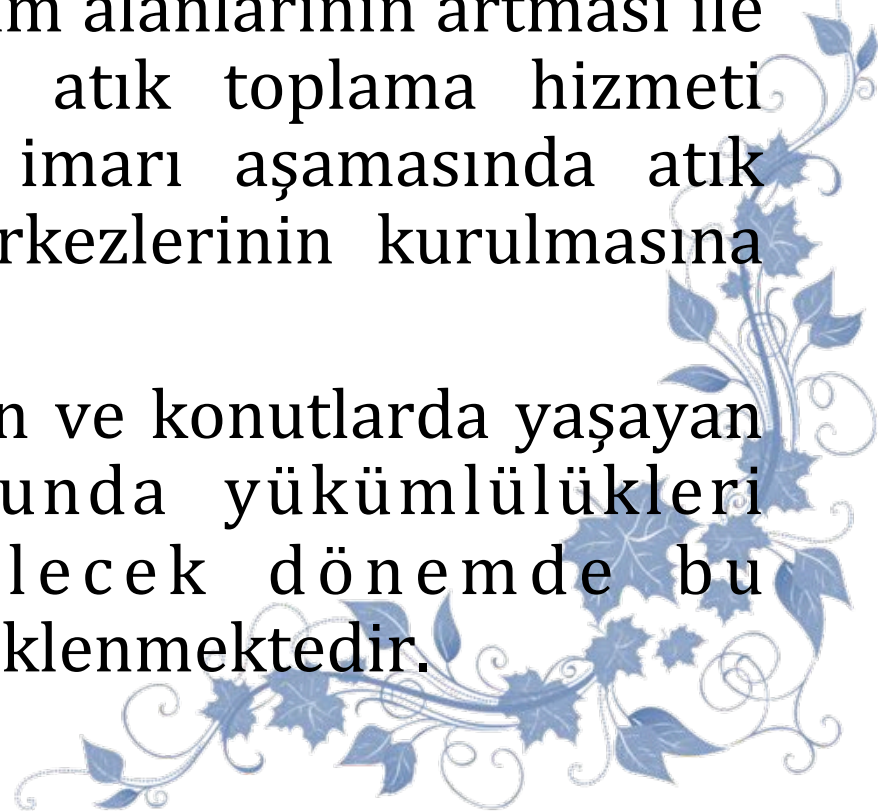 ım alanlarının artması ile
atık toplama hizmeti
imarı aşamasında atık
rkezlerinin kurulmasına
n ve konutlarda yaşayan
unda yükümlülükleri
lecek dönemde bu
klenmektedir.